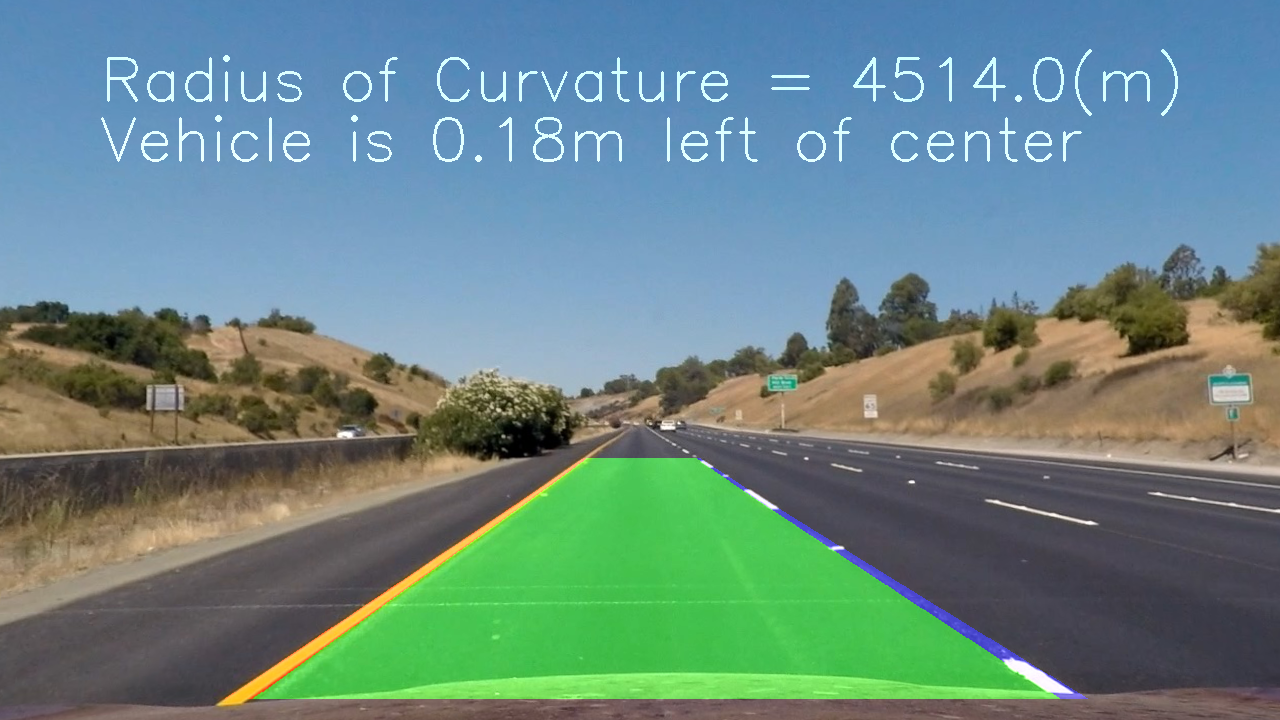 Radius of Curvature = 4514.0(m)
Vehicle is 0.18m left of center